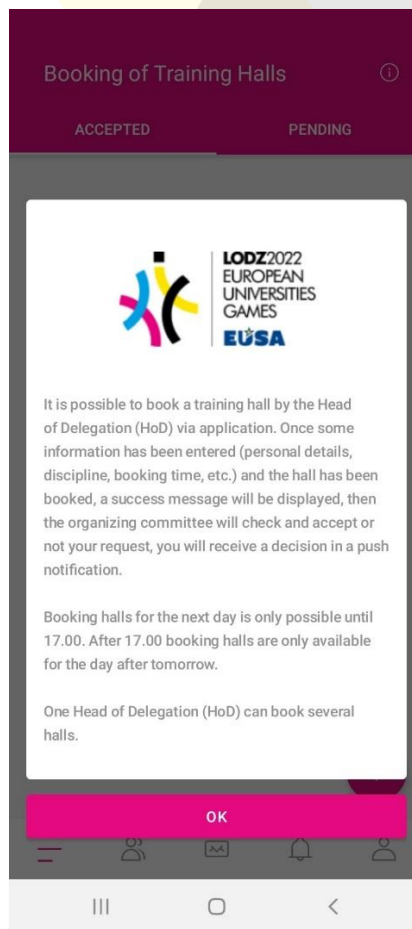 Booking of Training Halls
ACCEPTED PENDING
LODZ2022
EUROPEAN
UNIVERSITIES
GAMES
EUSA
It is possible to book a training hall by the Head
of Delegation (HoD) via application. Once some
information has been entered (personal details,
discipline, booking time, etc.) and the hall has been
booked, a success message will be displayed, then
the organizing committee will check and accept or
not your request, you will receive a decision in a push
notification.
Booking halls for the next day is only possible until
17.00. After 17.00 booking halls are only available
for the day after tomorrow.
One Head of Delegation (HoD) can book several
halls.
OK